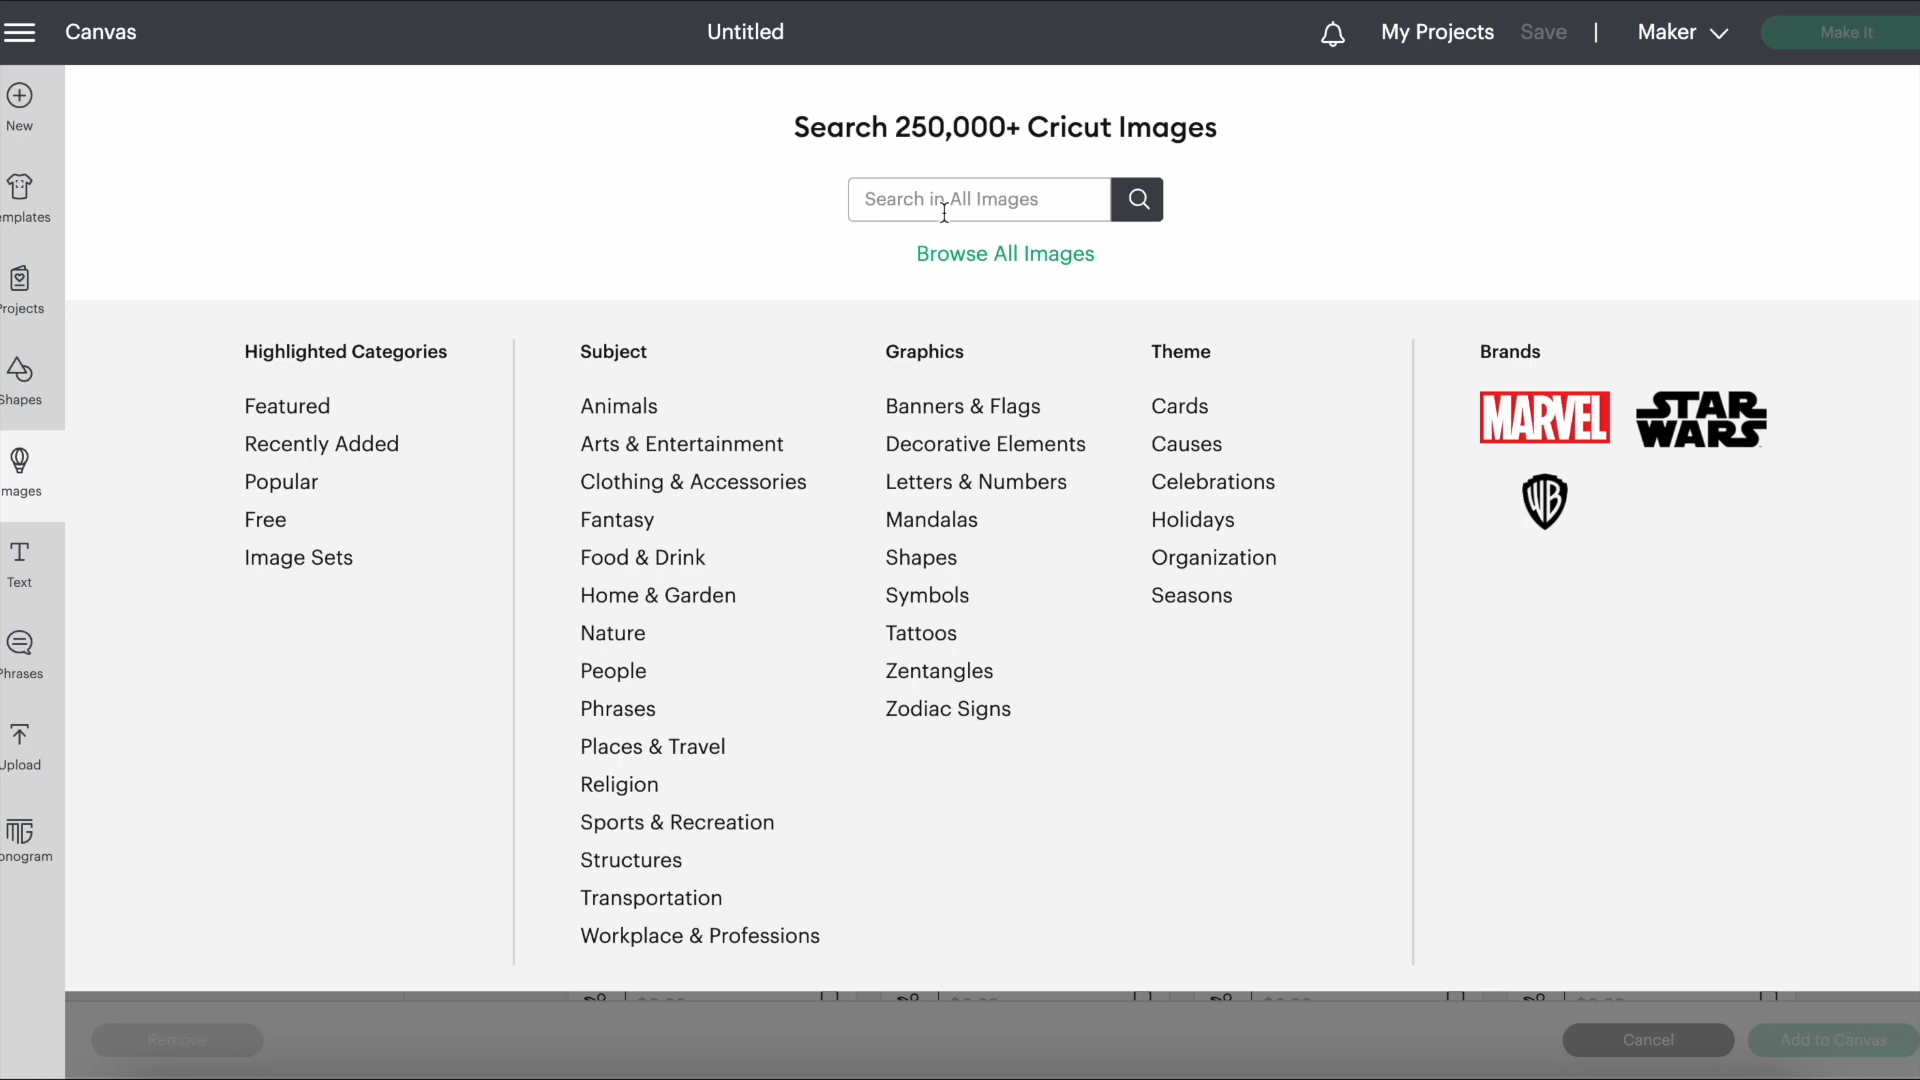 Canvas
Untitled
My Projects
Save
|
Maker
Make It
New
emplates
Projects
Shapes
mages
Text
Phrases
Upload
onogram
Search 250,000+ Cricut Images
Search in All Images
Browse All Images
Highlighted Categories
Featured
Recently Added
Popular
Free
Image Sets
Subject
Animals
Arts & Entertainment
Clothing & Accessories
Fantasy
Food & Drink
Home & Garden
Nature
People
Phrases
Places & Travel
Religion
Sports & Recreation
Structures
Transportation
Workplace & Professions
Graphics
Banners & Flags
Decorative Elements
Letters & Numbers
Mandalas
Shapes
Symbols
Tattoos
Zentangles
Zodiac Signs
Theme
Cards
Causes
Celebrations
Holidays
Organization
Seasons
Brands
MARVEL
STAR
WARS
WB
Remove
Cancel
Add to Canvas